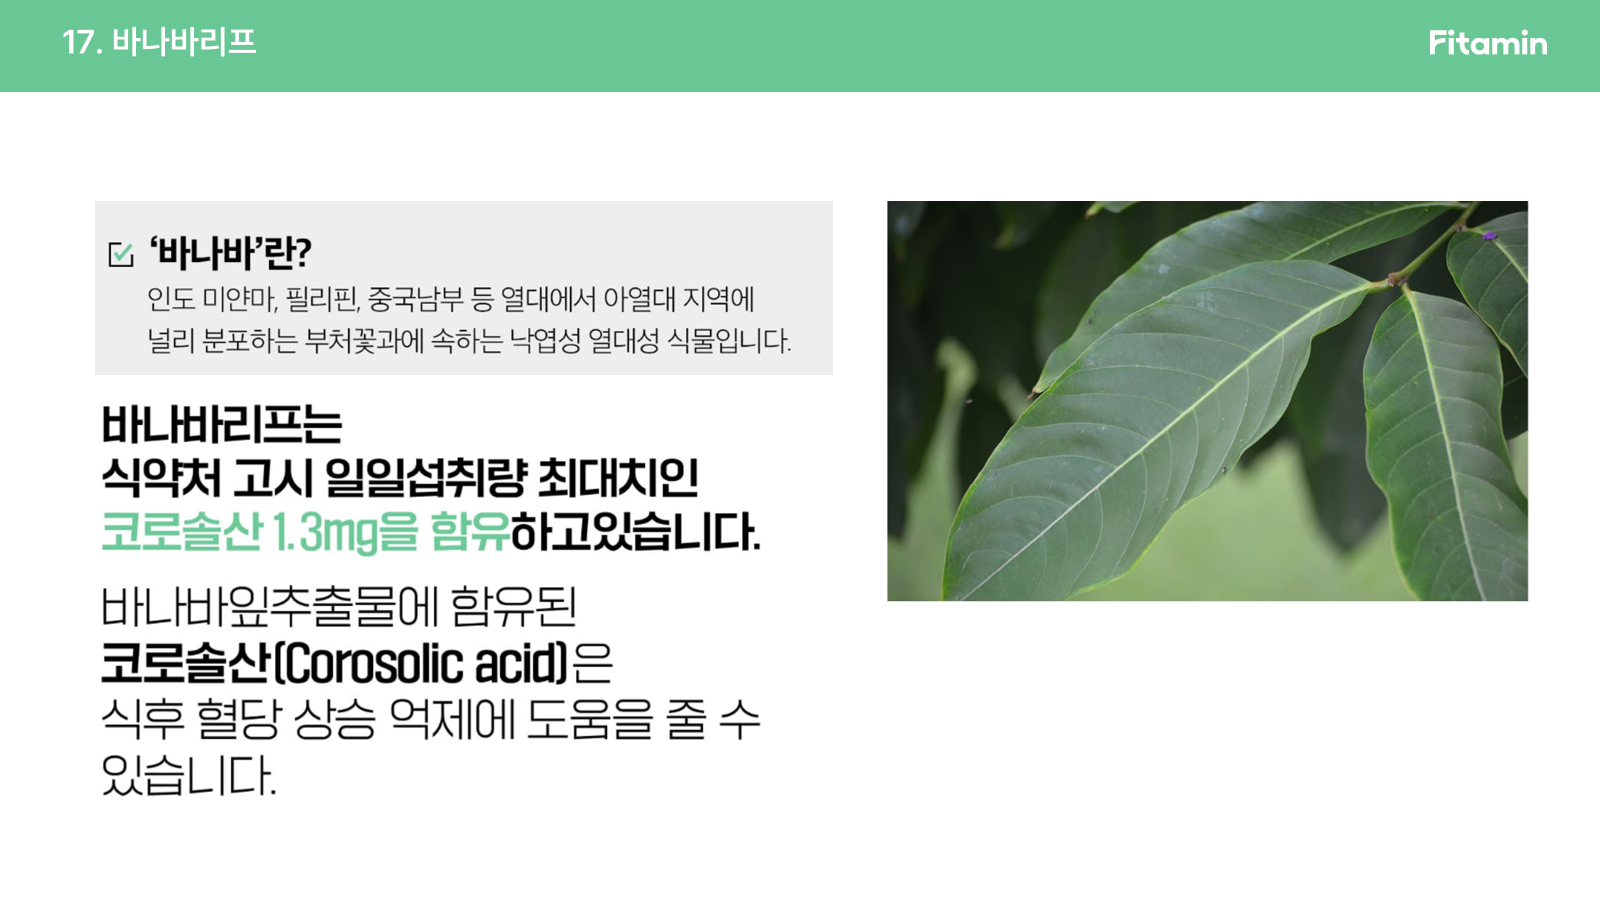 17. 바나바리프
Fitamin
‘바나바’란?
인도 미얀마, 필리핀, 중국남부 등 열대에서 아열대 지역에
널리 분포하는 부처꽃과에 속하는 낙엽성 열대성 식물입니다.
바나바리프는
식약처 고시 일일섭취량 최대치인
코로솔산 1.3mg을 함유하고있습니다.
바나바잎추출물에 함유된
코로솔산(Corosolic acid)은
식후 혈당 상승 억제에 도움을 줄 수
있습니다.